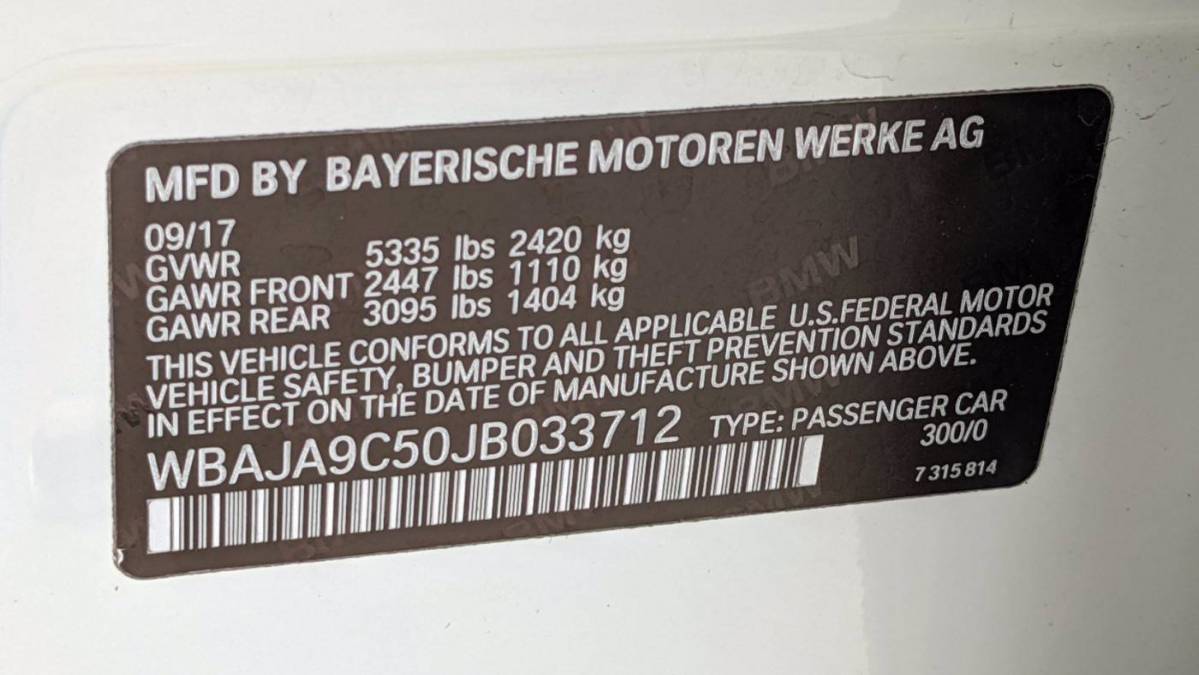 MFD BY BAYERISCHE MOTOREN WERKE AG
09/17
GVWR 5335 lbs 2420 kg
GAWR FRONT 2447 lbs 1110 kg
GAWR REAR 3095 lbs 1404 kg
THIS VEHICLE CONFORMS TO ALL APPLICABLE U.S.FEDERAL MOTOR
VEHICLE SAFETY, BUMPER AND THEFT PREVENTION STANDARDS
IN EFFECT ON THE DATE OF MANUFACTURE SHOWN ABOVE.
WBAJA9C50JB033712 TYPE: PASSENGER CAR
300/0
7 315 814
BMW